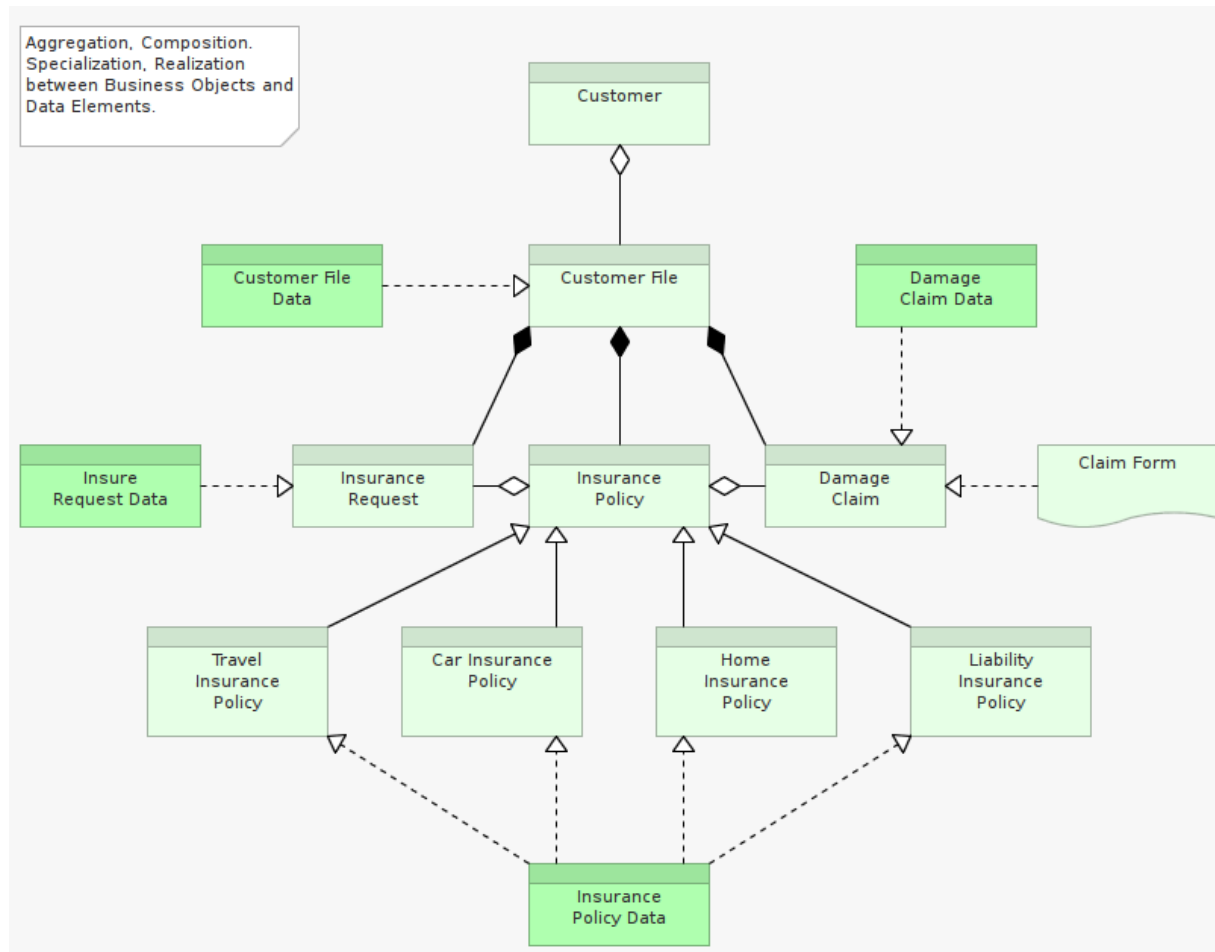 Aggregation, Composition.
Specialization, Realization
between Business Objects and
Data Elements.
Customer
Customer File
Data
Customer File
Damage
Claim Data
Insure
Request Data
Insurance
Request
Insurance
Policy
Damage
Claim
Claim Form
Travel
Insurance
Policy
Car Insurance
Policy
Home
Insurance
Policy
Liability
Insurance
Policy
Insurance
Policy Data